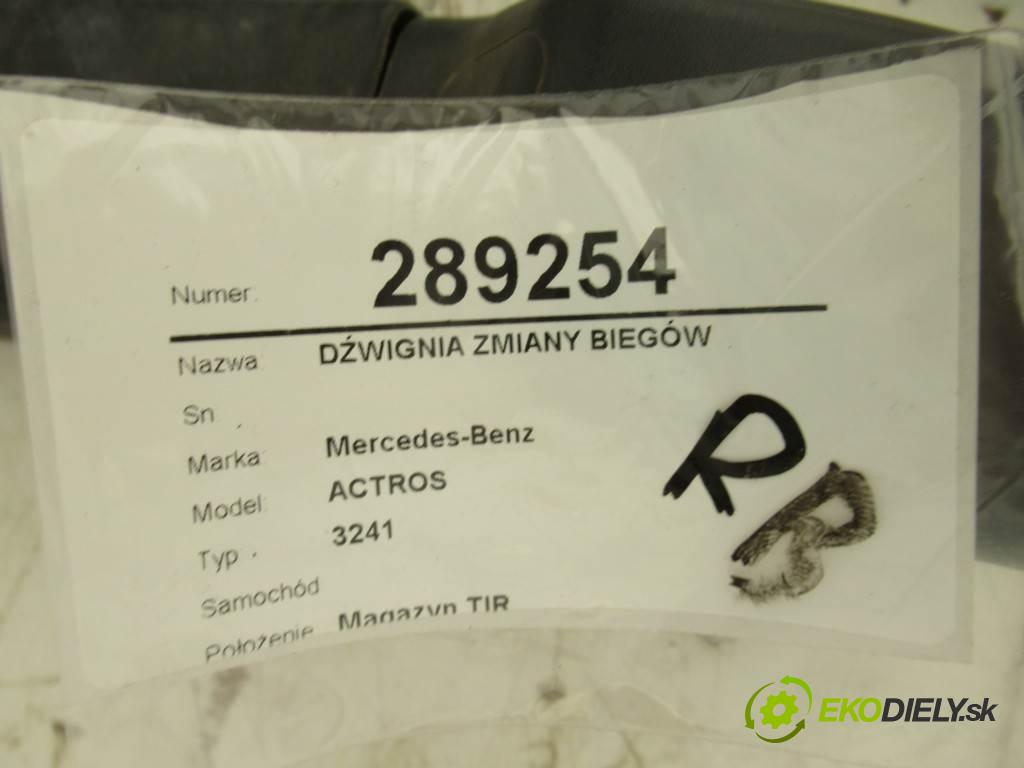 Numer: 289254
Nazwa: DŹWIGNIA ZMIANY BIEGÓW
Sn
Marka: Mercedes-Benz
Model: ACTROS
Typ 3241
Samochód
Położenie Magazyn TIR
R
EKODIELY.sk